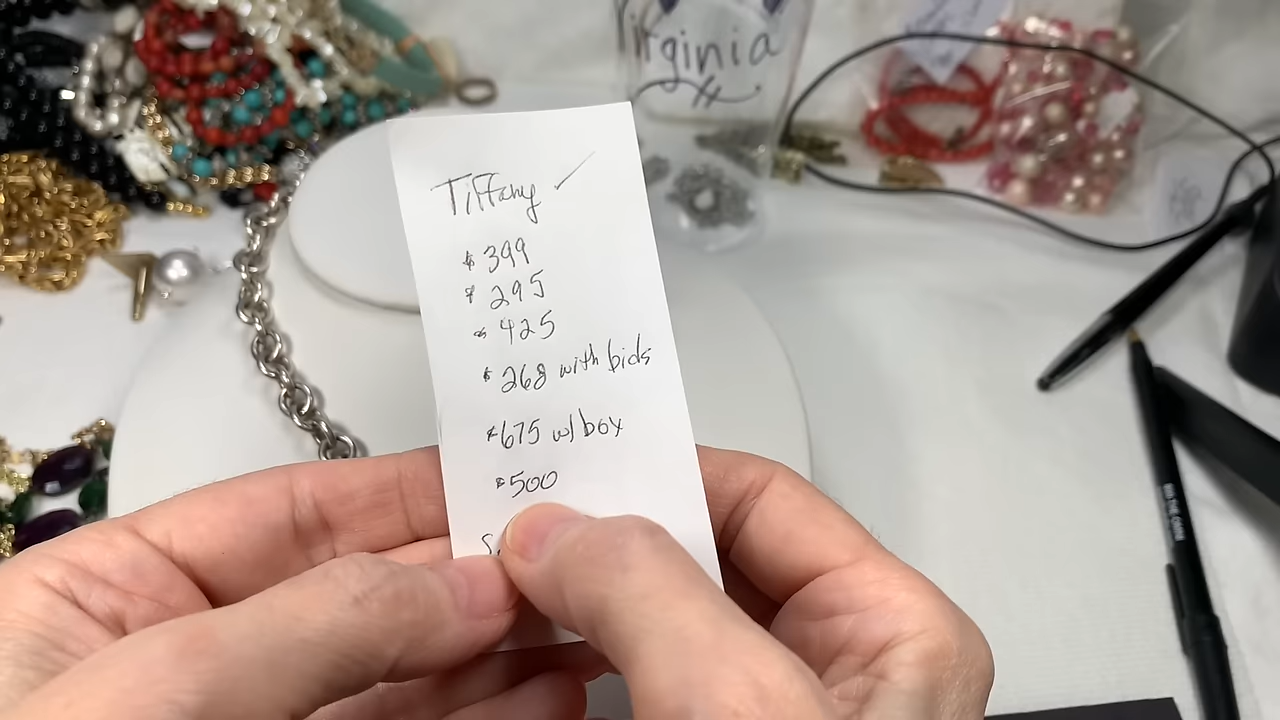 Virginia
Tiffany ✓
$399
$295
$425
$268 with bids
$675 w/box
$500